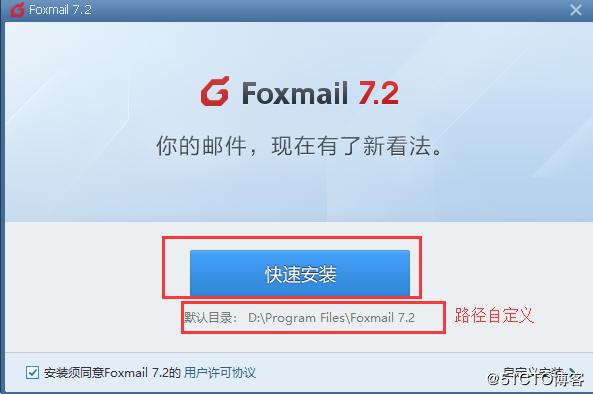 Foxmail 7.2
Foxmail 7.2
你的邮件，现在有了新看法。
快速安装
默认目录： D:\Program Files\Foxmail 7.2
路径自定义
安装须同意Foxmail 7.2的 用户许可协议
自定义安装
@51CTO博客